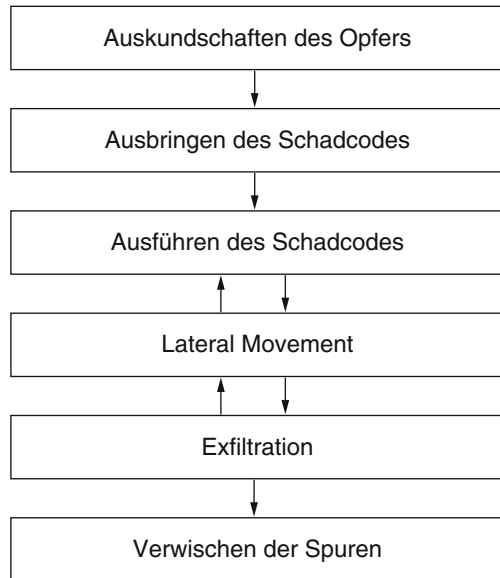 Auskundschaften des Opfers
Ausbringen des Schadcodes
Ausführen des Schadcodes
Lateral Movement
Exfiltration
Verwischen der Spuren